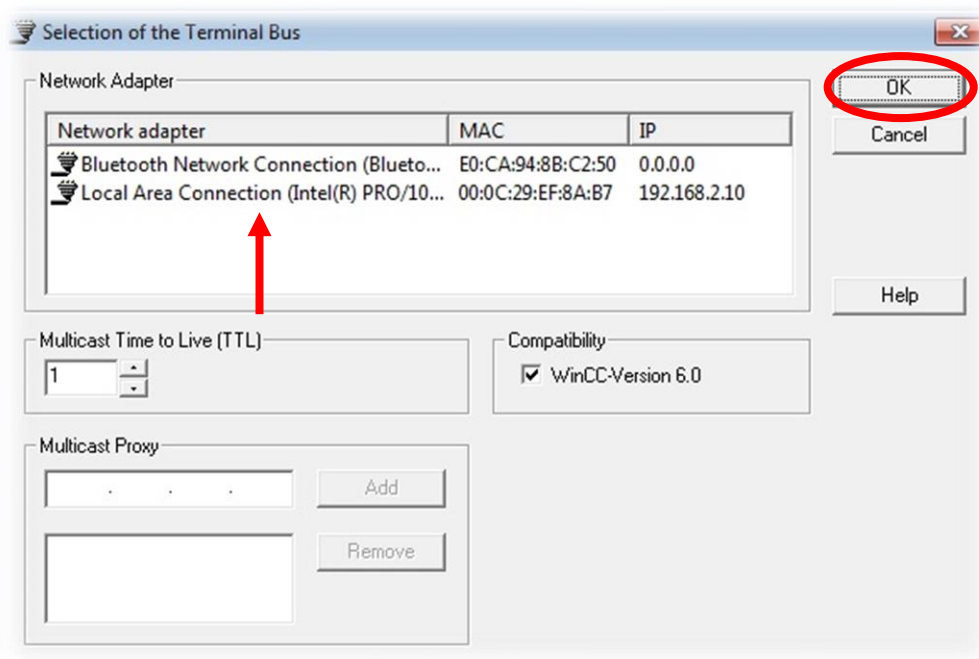 Selection of the Terminal Bus
Network Adapter
OK
Network adapter MAC IP
Cancel
Bluetooth Network Connection (Blueto... E0:CA:94:8B:C2:50 0.0.0.0
Local Area Connection (Intel(R) PRO/10... 00:0C:29:EF:8A:B7 192.168.2.10
Help
Multicast Time to Live (TTL)
1
Compatibility
WinCC-Version 6.0
Multicast Proxy
. . .
Add
Remove